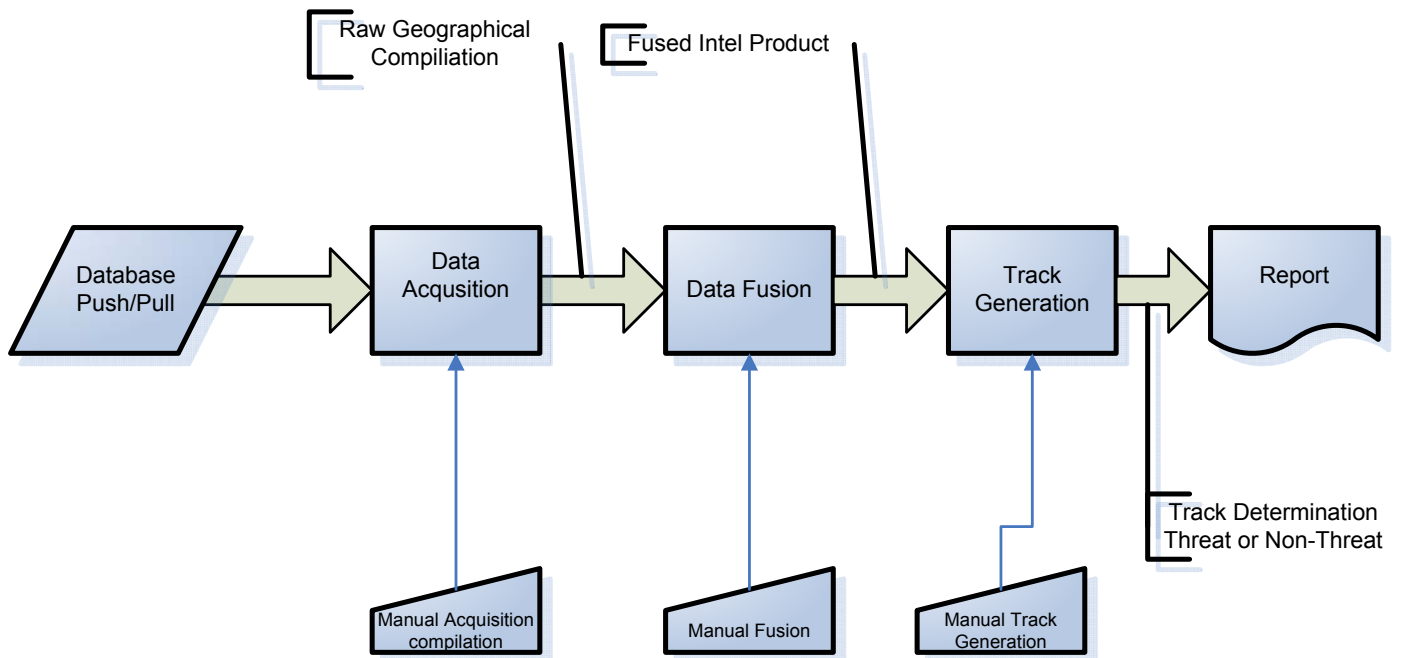 Raw Geographical
Compiliation
Fused Intel Product
Database
Push/Pull
Data
Acqusition
Data Fusion
Track
Generation
Report
Track Determination
Threat or Non-Threat
Manual Acquisition
compilation
Manual Fusion
Manual Track
Generation